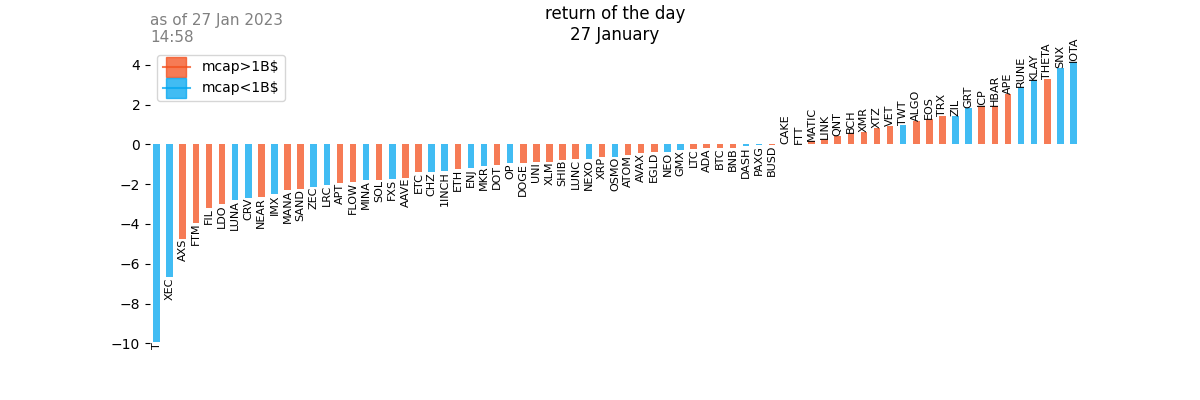 as of 27 Jan 2023
14:58
return of the day
27 January
mcap>1B$
mcap<1B$
4
2
0
−2
−4
−6
−8
−10
T
XEC
AXS
FTM
FIL
LDO
LUNA
CRV
NEAR
IMX
MANA
SAND
ZEC
LRC
APT
FLOW
MINA
SOL
FXS
AAVE
ETC
CHZ
1INCH
ETH
ENJ
MKR
DOT
OP
DOGE
UNI
XLM
SHIB
LUNC
NEXO
XRP
OSMO
ATOM
AVAX
EGLD
NEO
GMX
LTC
ADA
BTC
BNB
DASH
PAXG
BUSD
CAKE
FTT
MATIC
LINK
QNT
BCH
XMR
XTZ
VET
TWT
ALGO
EOS
TRX
ZIL
GRT
ICP
HBAR
APE
RUNE
KLAY
THETA
SNX
IOTA